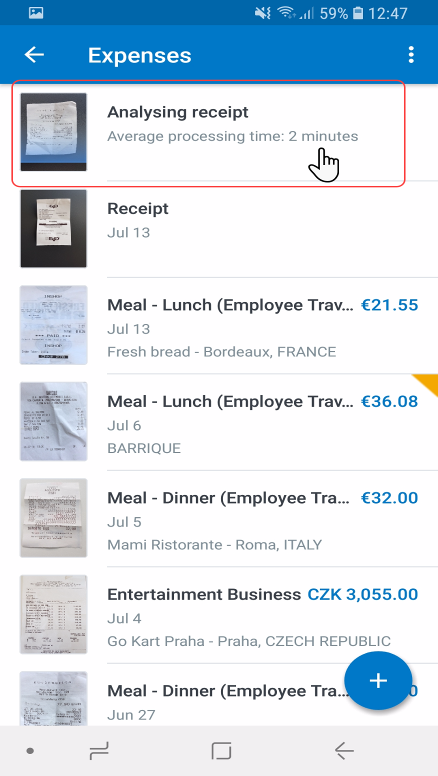 59% 12:47
Expenses
Analysing receipt
Average processing time: 2 minutes
Receipt
Jul 13
Meal - Lunch (Employee Trav... €21.55
Jul 13
Fresh bread - Bordeaux, FRANCE
Meal - Lunch (Employee Trav... €36.08
Jul 6
BARRIQUE
Meal - Dinner (Employee Tra... €32.00
Jul 5
Mami Ristorante - Roma, ITALY
Entertainment Business CZK 3,055.00
Jul 4
Go Kart Praha - Praha, CZECH REPUBLIC
Meal - Dinner (Employee Tra...
Jun 27